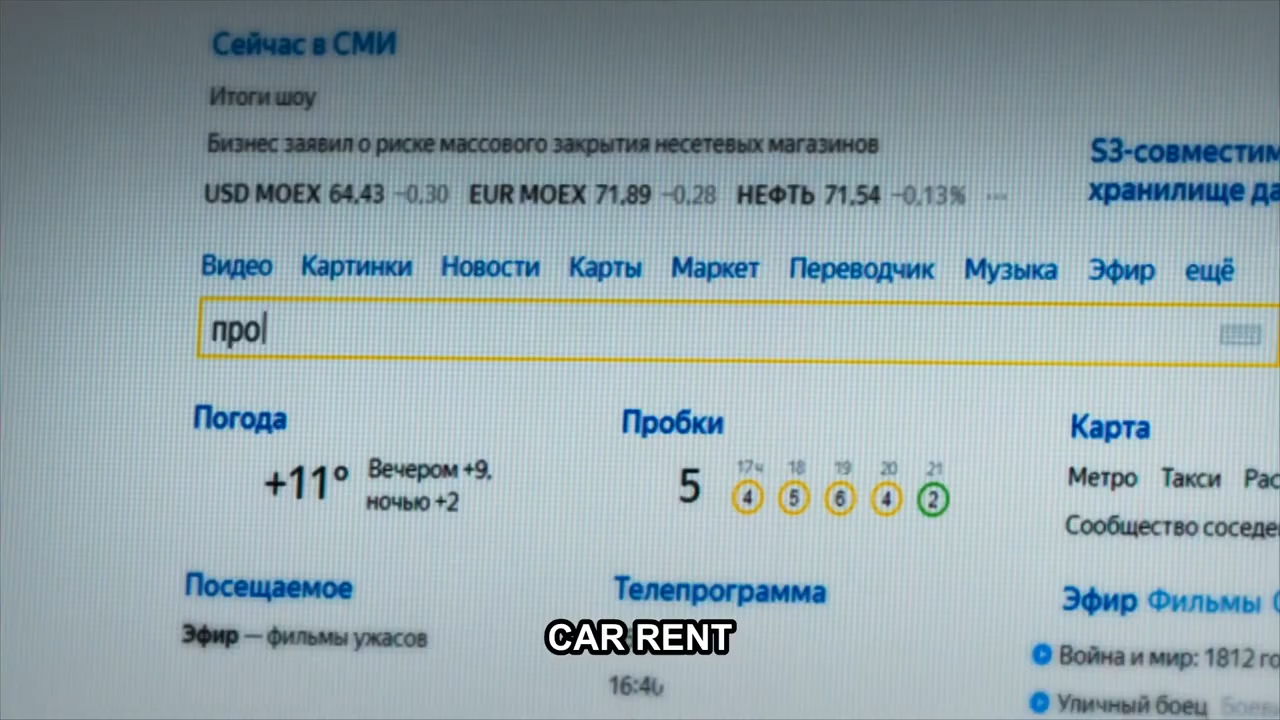 Сейчас в СМИ
Итоги шоу
Бизнес заявил о риске массового закрытия несетевых магазинов
USD MOEX 64.43 −0.30 EUR MOEX 71.89 −0.28 НЕФТЬ 71.54 −0.13% ···
S3-совместим
хранилище да
Видео Картинки Новости Карты Маркет Переводчик Музыка Эфир ещё
про
Погода
+11°
Вечером +9,
ночью +2
Пробки
5
17ч 18 19 20 21
4 5 6 4 2
Карта
Метро Такси Рас
Сообщество соседе
Посещаемое
Эфир — фильмы ужасов
Телепрограмма
CAR RENT
16:40
Эфир Фильмы
Война и мир: 1812 го
Уличный боец Боеви